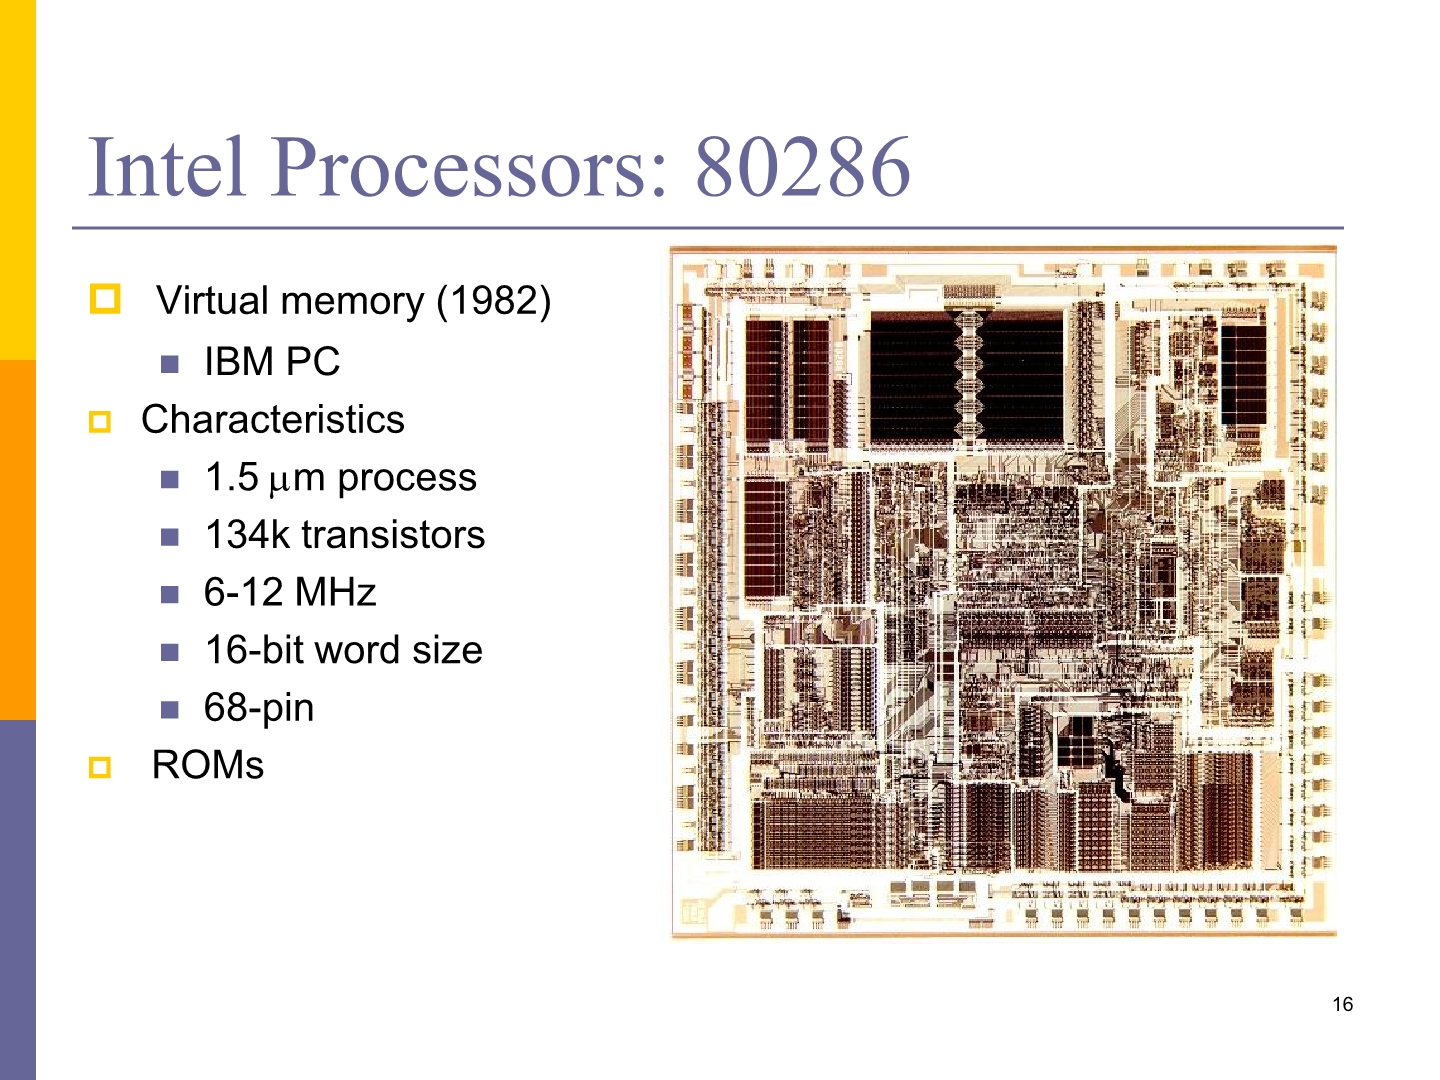 Intel Processors: 80286
Virtual memory (1982)
IBM PC
Characteristics
1.5 μm process
134k transistors
6-12 MHz
16-bit word size
68-pin
ROMs
16